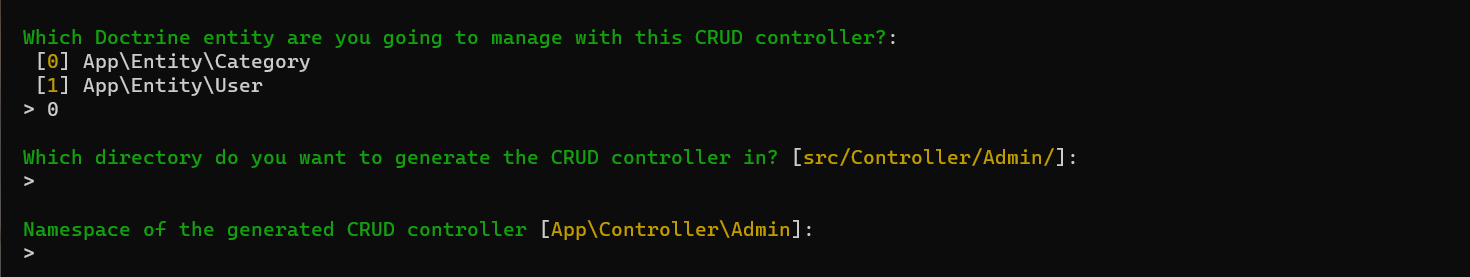 Which Doctrine entity are you going to manage with this CRUD controller?:
[0] App\Entity\Category
[1] App\Entity\User
> 0
Which directory do you want to generate the CRUD controller in? [src/Controller/Admin/]:
>
Namespace of the generated CRUD controller [App\Controller\Admin]:
>